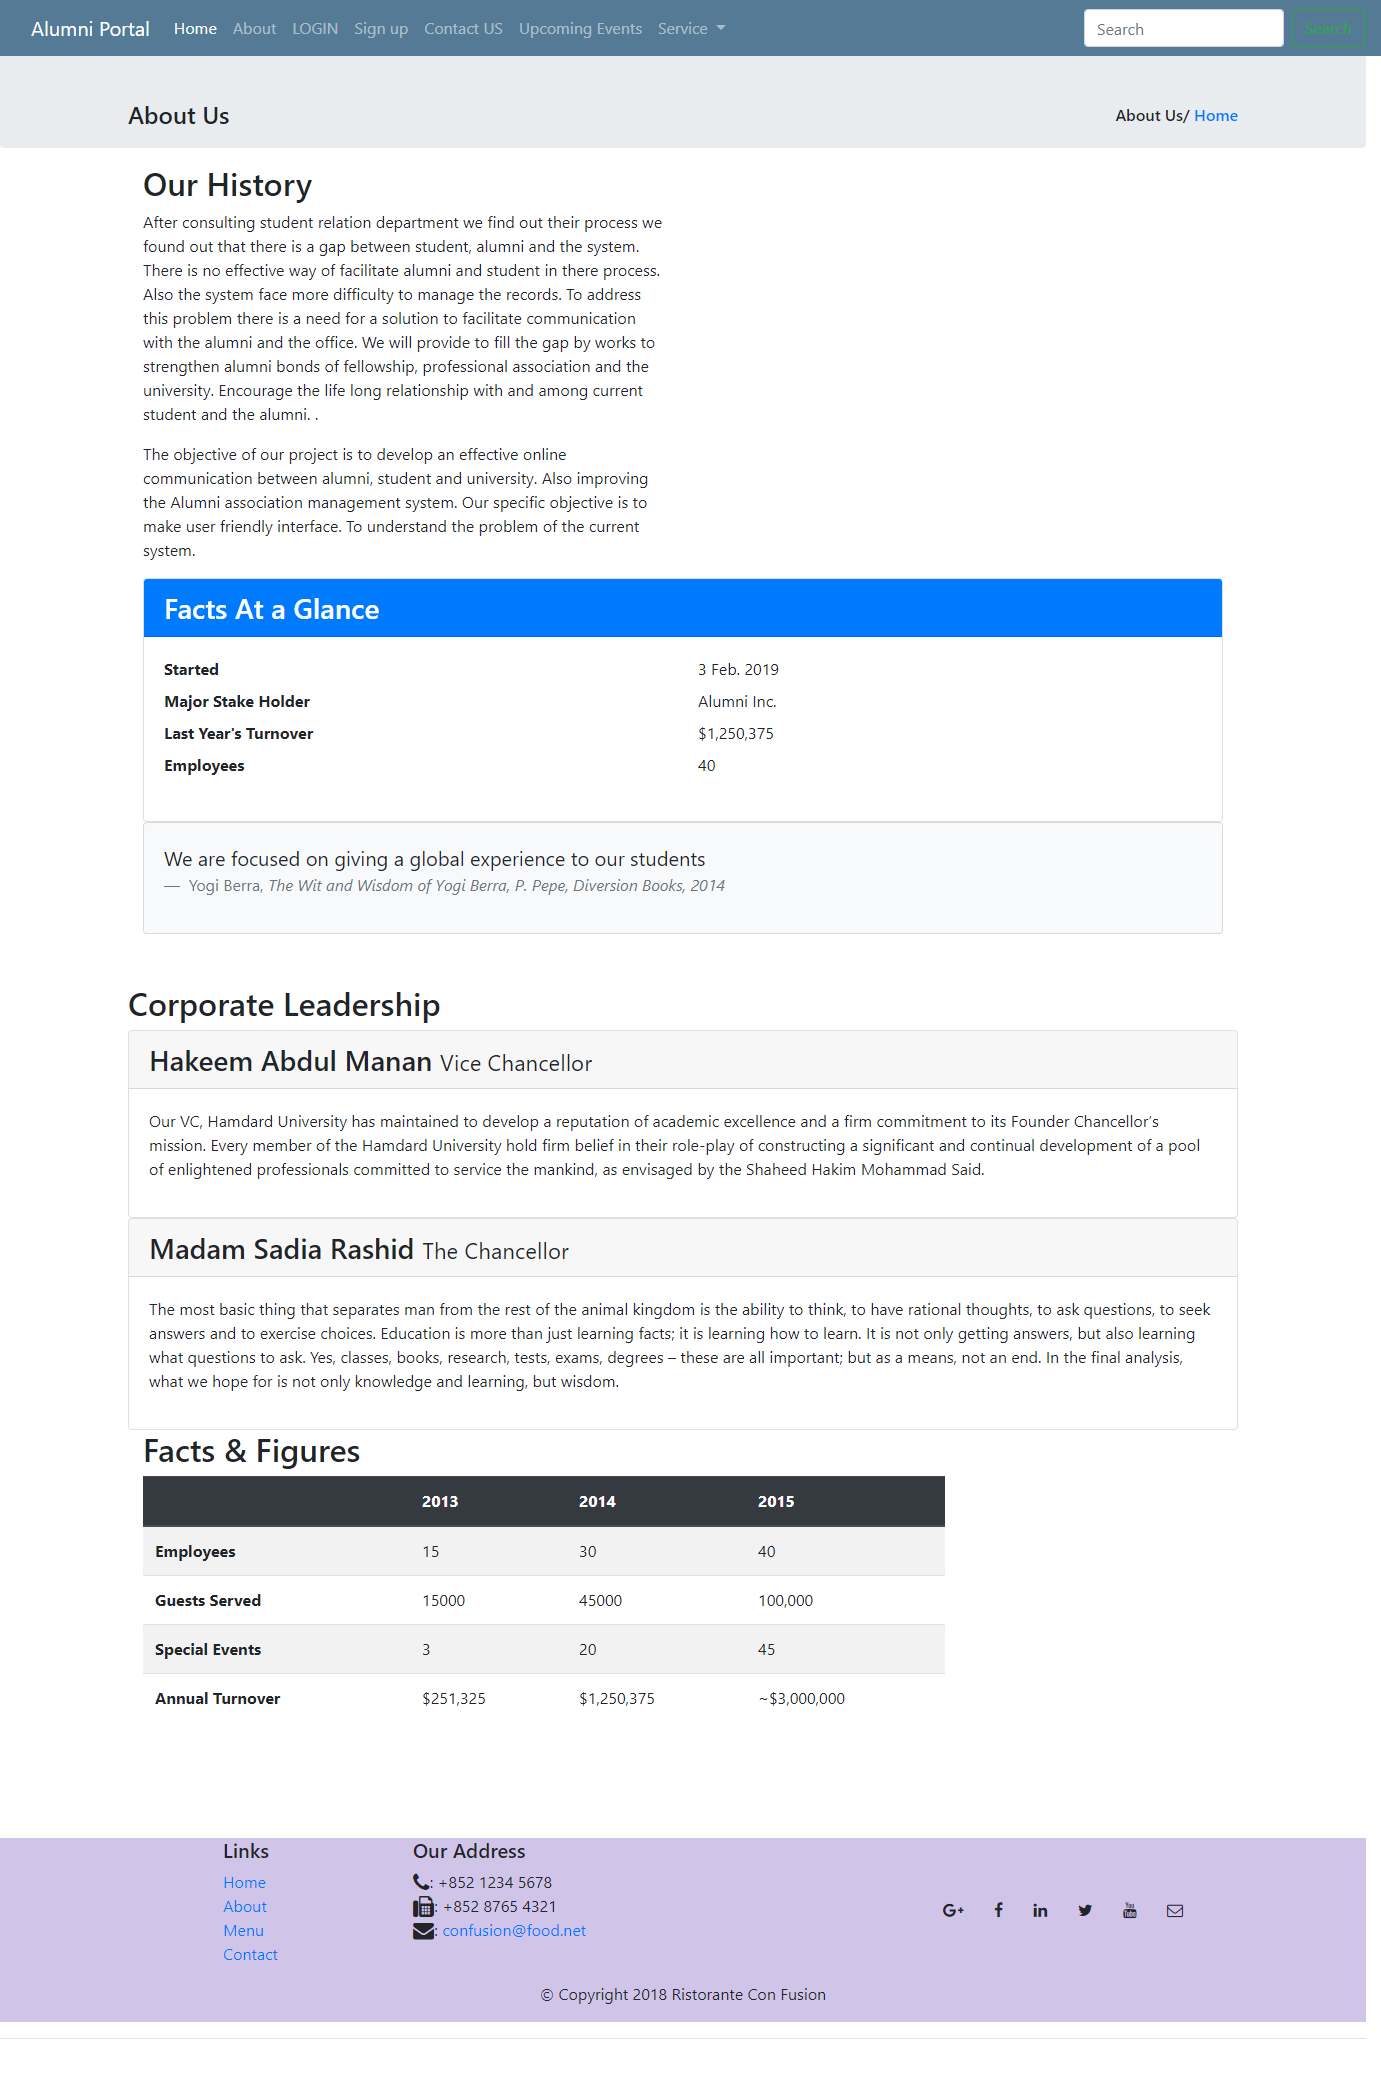 Alumni Portal Home About LOGIN Sign up Contact US Upcoming Events Service Search Search
About Us About Us/ Home
Our History
After consulting student relation department we find out their process we
found out that there is a gap between student, alumni and the system.
There is no effective way of facilitate alumni and student in there process.
Also the system face more difficulty to manage the records. To address
this problem there is a need for a solution to facilitate communication
with the alumni and the office. We will provide to fill the gap by works to
strengthen alumni bonds of fellowship, professional association and the
university. Encourage the life long relationship with and among current
student and the alumni. .
The objective of our project is to develop an effective online
communication between alumni, student and university. Also improving
the Alumni association management system. Our specific objective is to
make user friendly interface. To understand the problem of the current
system.
Facts At a Glance
Started 3 Feb. 2019
Major Stake Holder Alumni Inc.
Last Year's Turnover $1,250,375
Employees 40
We are focused on giving a global experience to our students
— Yogi Berra, The Wit and Wisdom of Yogi Berra, P. Pepe, Diversion Books, 2014
Corporate Leadership
Hakeem Abdul Manan Vice Chancellor
Our VC, Hamdard University has maintained to develop a reputation of academic excellence and a firm commitment to its Founder Chancellor’s
mission. Every member of the Hamdard University hold firm belief in their role-play of constructing a significant and continual development of a pool
of enlightened professionals committed to service the mankind, as envisaged by the Shaheed Hakim Mohammad Said.
Madam Sadia Rashid The Chancellor
The most basic thing that separates man from the rest of the animal kingdom is the ability to think, to have rational thoughts, to ask questions, to seek
answers and to exercise choices. Education is more than just learning facts; it is learning how to learn. It is not only getting answers, but also learning
what questions to ask. Yes, classes, books, research, tests, exams, degrees – these are all important; but as a means, not an end. In the final analysis,
what we hope for is not only knowledge and learning, but wisdom.
Facts & Figures
2013 2014 2015
Employees 15 30 40
Guests Served 15000 45000 100,000
Special Events 3 20 45
Annual Turnover $251,325 $1,250,375 ~$3,000,000
Links
Home
About
Menu
Contact
Our Address
: +852 1234 5678
: +852 8765 4321
: confusion@food.net
© Copyright 2018 Ristorante Con Fusion